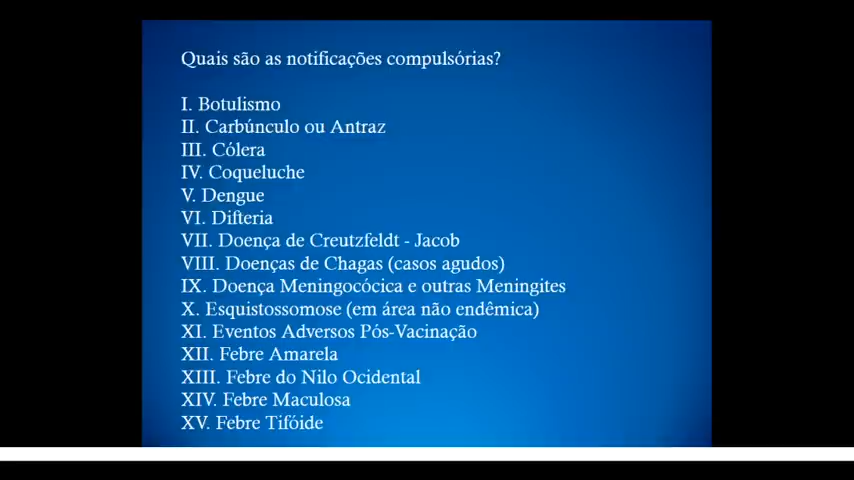 Quais são as notificações compulsórias?
I. Botulismo
II. Carbúnculo ou Antraz
III. Cólera
IV. Coqueluche
V. Dengue
VI. Difteria
VII. Doença de Creutzfeldt - Jacob
VIII. Doenças de Chagas (casos agudos)
IX. Doença Meningocócica e outras Meningites
X. Esquistossomose (em área não endêmica)
XI. Eventos Adversos Pós-Vacinação
XII. Febre Amarela
XIII. Febre do Nilo Ocidental
XIV. Febre Maculosa
XV. Febre Tifóide